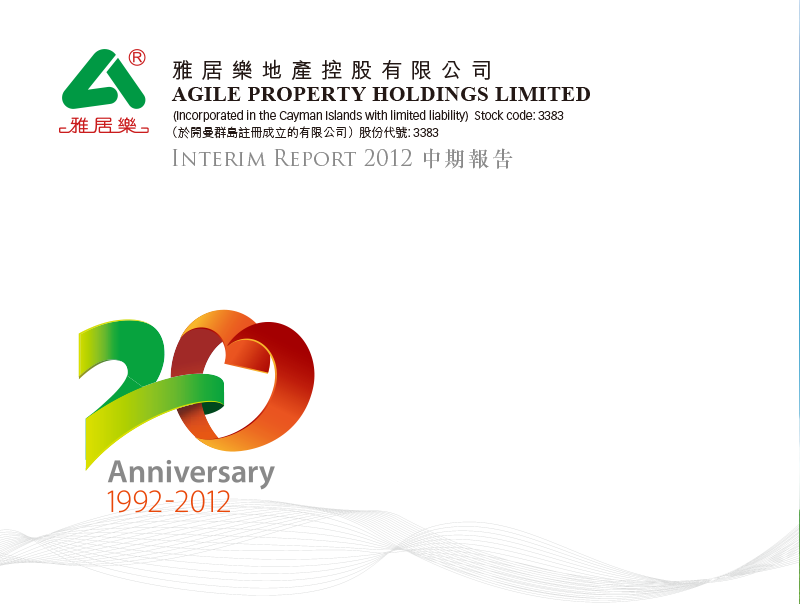 ®
雅居樂
雅居樂地產控股有限公司
AGILE PROPERTY HOLDINGS LIMITED
(Incorporated in the Cayman Islands with limited liability) Stock code: 3383
(於開曼群島註冊成立的有限公司) 股份代號: 3383
INTERIM REPORT 2012 中期報告
20
Anniversary
1992-2012